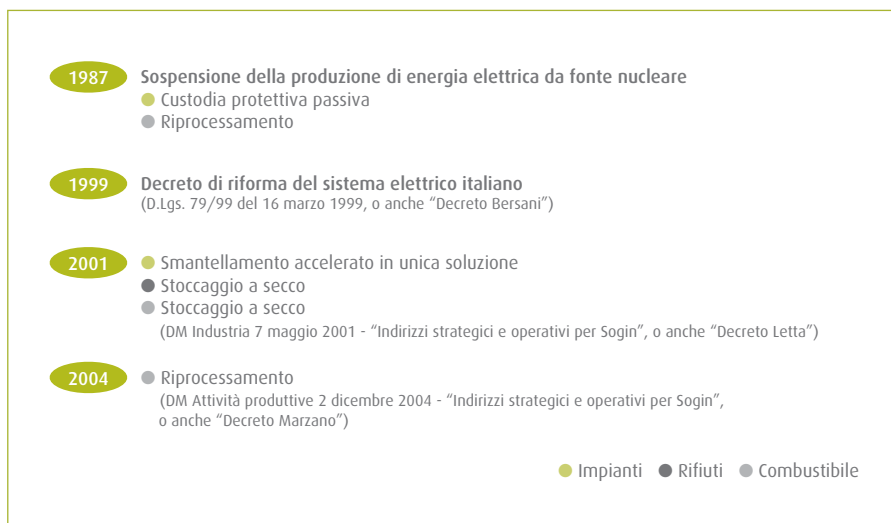 1987 Sospensione della produzione di energia elettrica da fonte nucleare
Custodia protettiva passiva
Riprocessamento
1999 Decreto di riforma del sistema elettrico italiano
(D.Lgs. 79/99 del 16 marzo 1999, o anche “Decreto Bersani”)
2001 Smantellamento accelerato in unica soluzione
Stoccaggio a secco
Stoccaggio a secco
(DM Industria 7 maggio 2001 - “Indirizzi strategici e operativi per Sogin”, o anche “Decreto Letta”)
2004 Riprocessamento
(DM Attività produttive 2 dicembre 2004 - “Indirizzi strategici e operativi per Sogin”,
o anche “Decreto Marzano”)
Impianti Rifiuti Combustibile